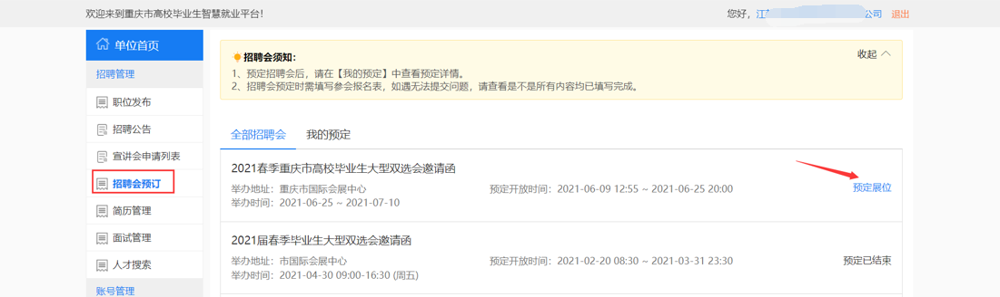 欢迎来到重庆市高校毕业生智慧就业平台！
您好，江 公司 退出
单位首页
招聘管理
职位发布
招聘公告
宣讲会申请列表
招聘会预订
简历管理
面试管理
人才搜索
账号管理
招聘会须知：
收起
1、预定招聘会后，请在【我的预定】中查看预定详情。
2、招聘会预定时需填写参会报名表，如遇无法提交问题，请查看是不是所有内容均已填写完成。
全部招聘会 我的预定
2021春季重庆市高校毕业生大型双选会邀请函
举办地址：重庆市国际会展中心 预定开放时间：2021-06-09 12:55 ~ 2021-06-25 20:00 预定展位
举办时间：2021-06-25 ~ 2021-07-10
2021届春季毕业生大型双选会邀请函
举办地址：市国际会展中心 预定开放时间：2021-02-20 08:30 ~ 2021-03-31 23:30 预定已结束
举办时间：2021-04-30 09:00-16:30 (周五)